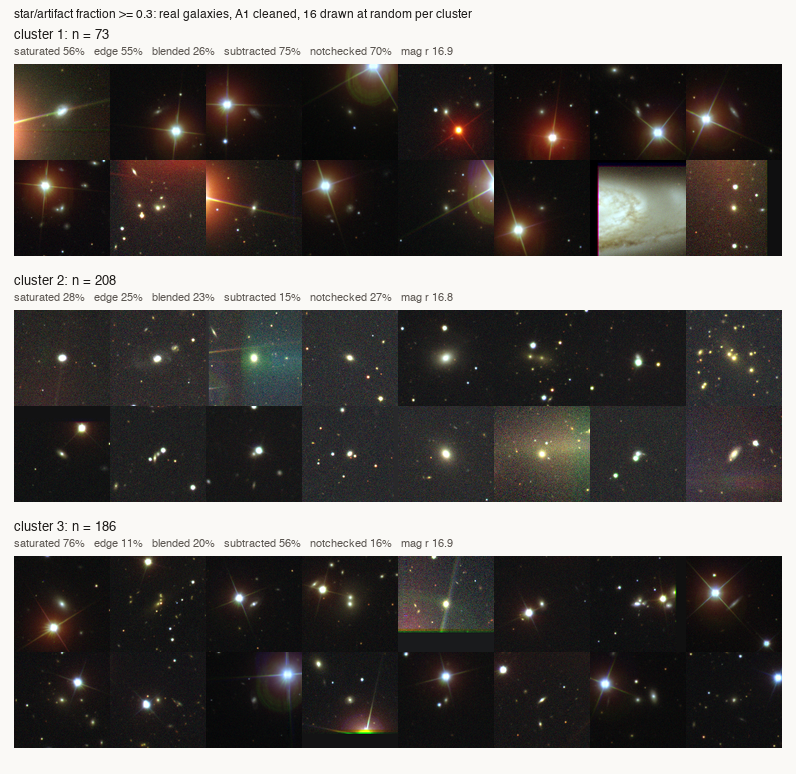 star/artifact fraction >= 0.3: real galaxies, A1 cleaned, 16 drawn at random per cluster
cluster 1: n = 73
saturated 56% edge 55% blended 26% subtracted 75% notchecked 70% mag r 16.9
cluster 2: n = 208
saturated 28% edge 25% blended 23% subtracted 15% notchecked 27% mag r 16.8
cluster 3: n = 186
saturated 76% edge 11% blended 20% subtracted 56% notchecked 16% mag r 16.9